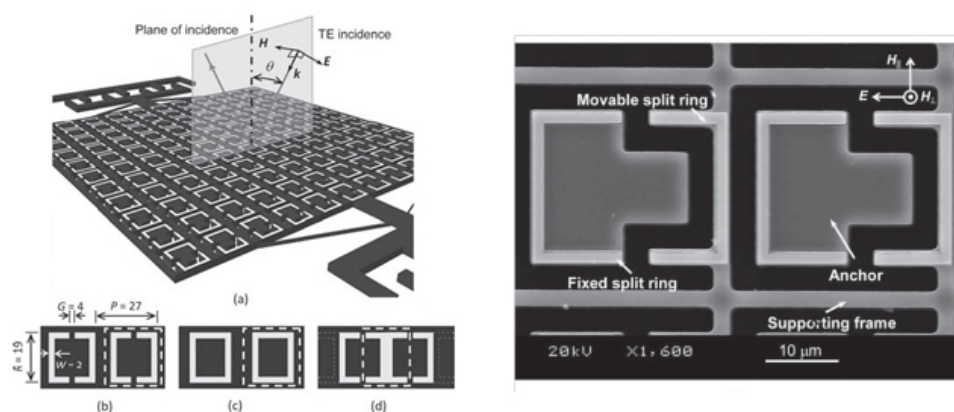 Plane of incidence
TE incidence
H
E
θ
k
(a)
G = 4
P = 27
R = 19
W = 2
(b)
(c)
(d)
H∥
E
H⊥
Movable split ring
Fixed split ring
Anchor
Supporting frame
20kV
X1,600
10 μm